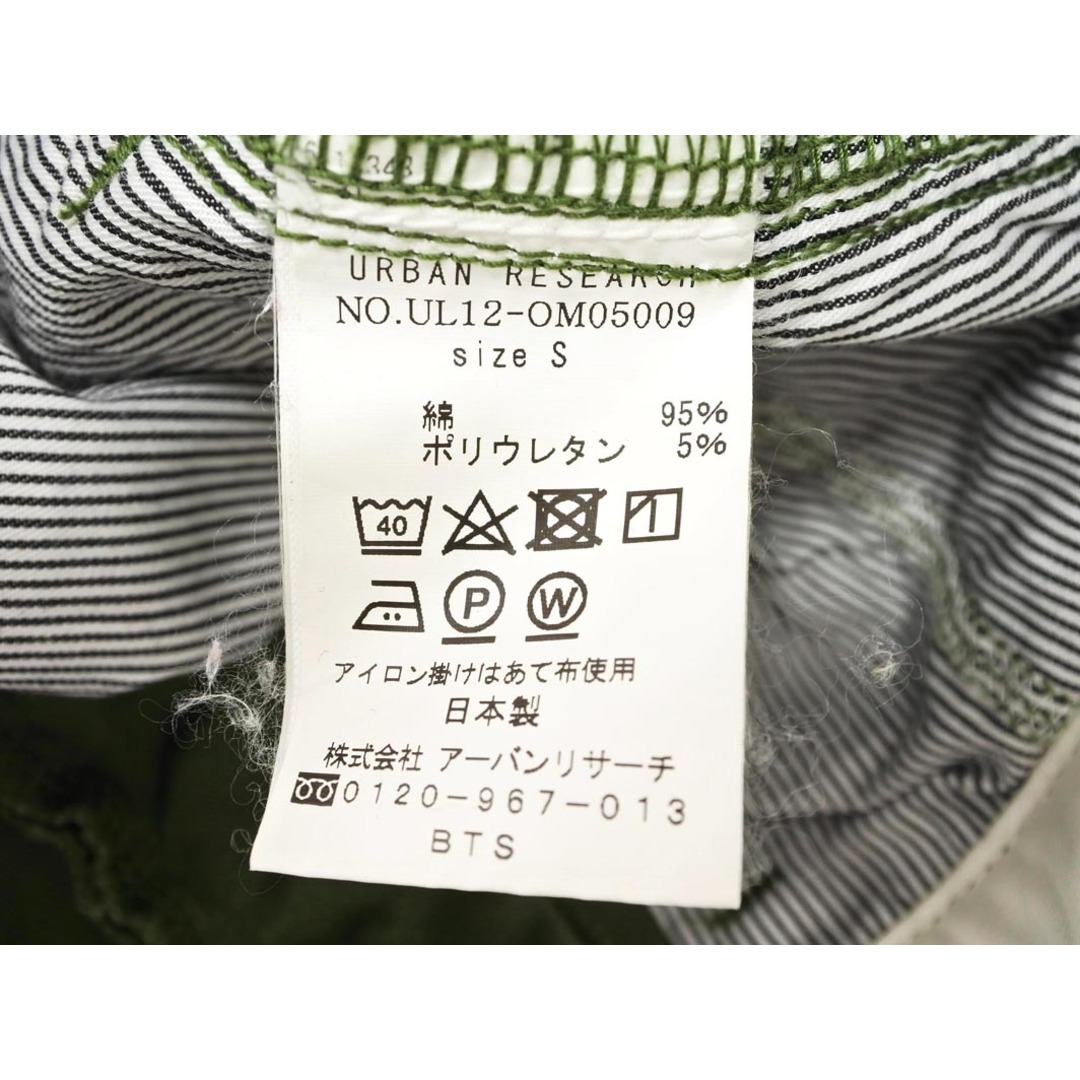 URBAN RESEARCH
NO.UL12-OM05009
size S
綿 95%
ポリウレタン 5%
40
P W
アイロン掛けはあて布使用
日本製
株式会社 アーバンリサーチ
0120-967-013
BTS